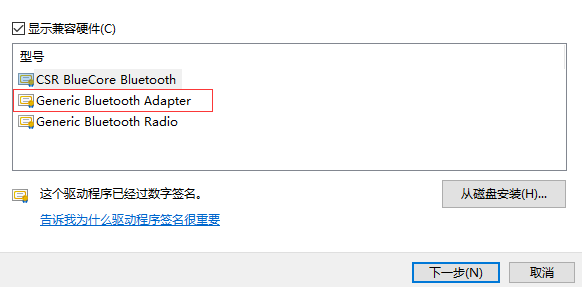 显示兼容硬件(C)
型号
CSR BlueCore Bluetooth
Generic Bluetooth Adapter
Generic Bluetooth Radio
这个驱动程序已经过数字签名。
从磁盘安装(H)...
告诉我为什么驱动程序签名很重要
下一步(N)
取消